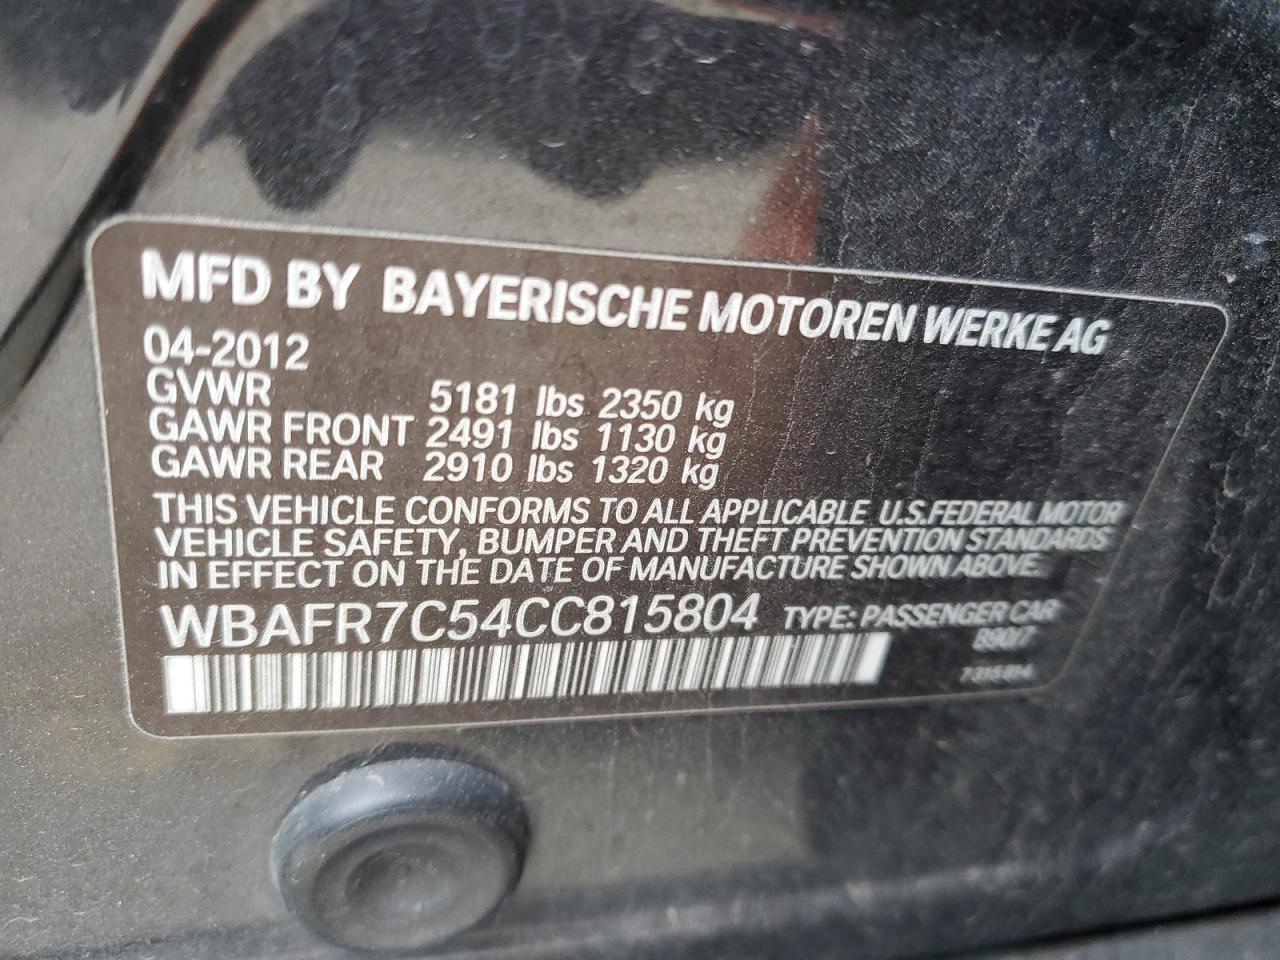 MFD BY BAYERISCHE MOTOREN WERKE AG
04-2012
GVWR 5181 lbs 2350 kg
GAWR FRONT 2491 lbs 1130 kg
GAWR REAR 2910 lbs 1320 kg
THIS VEHICLE CONFORMS TO ALL APPLICABLE U.S.FEDERAL MOTOR
VEHICLE SAFETY, BUMPER AND THEFT PREVENTION STANDARDS
IN EFFECT ON THE DATE OF MANUFACTURE SHOWN ABOVE.
WBAFR7C54CC815804 TYPE: PASSENGER CAR